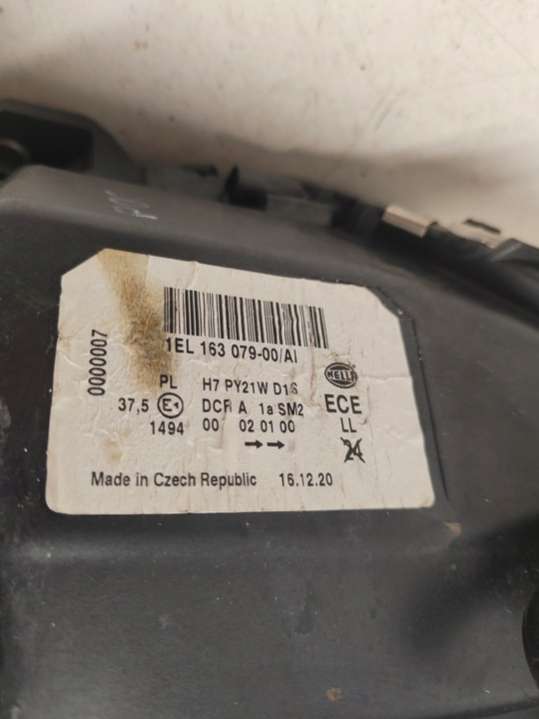 1EL 163 079-00/AI
0000007
HELLA
PL H7 PY21W D1S
37,5 E DCR A 1a SM2 ECE
1494 00 02 01 00 LL
24
Made in Czech Republic 16.12.20